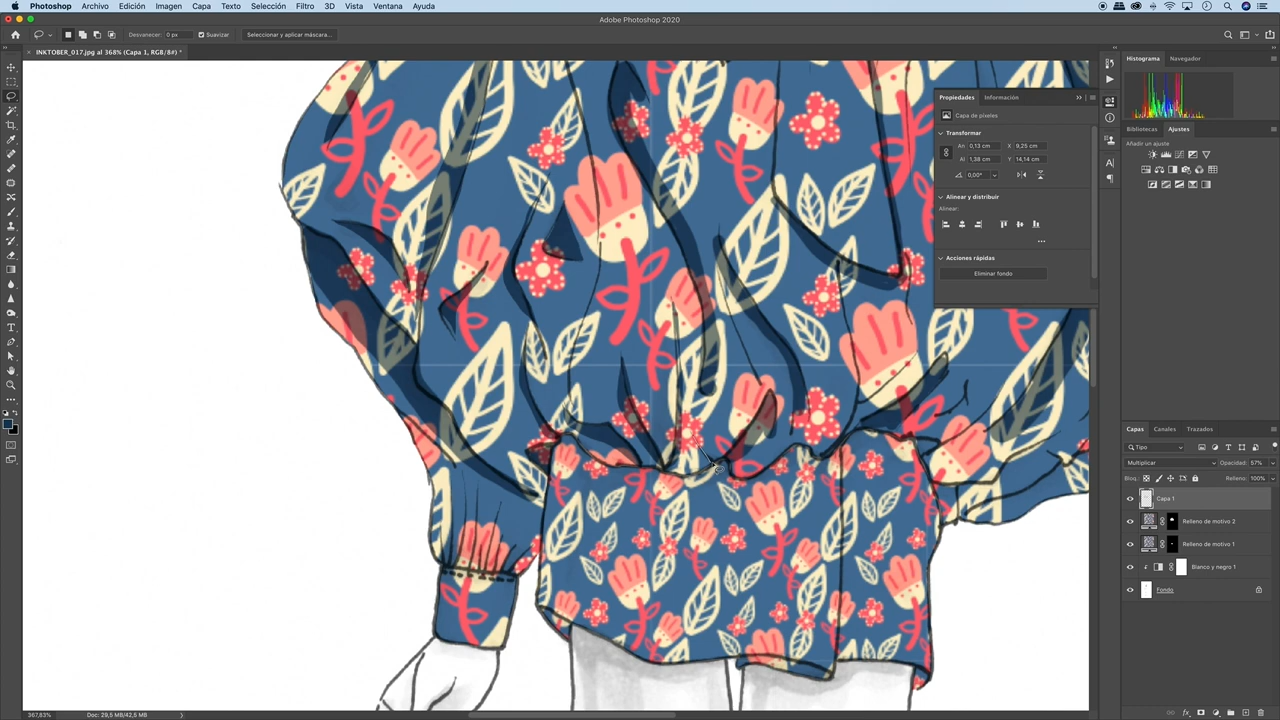 Photoshop Archivo Edición Imagen Capa Texto Selección Filtro 3D Vista Ventana Ayuda
Adobe Photoshop 2020
Desvanecer: 0 px Suavizar Seleccionar y aplicar máscara...
INKTOBER_017.jpg al 368% (Capa 1, RGB/8#) *
Histograma Navegador
Propiedades Información
Capa de píxeles
Transformar
An: 0,13 cm X: 9,25 cm
Al: 1,38 cm Y: 14,14 cm
0,00°
Alinear y distribuir
Alinear:
Acciones rápidas
Eliminar fondo
Bibliotecas Ajustes
Añadir un ajuste
Capas Canales Trazados
Tipo
Multiplicar Opacidad: 57%
Bloq.: Relleno: 100%
Capa 1
Relleno de motivo 2
Relleno de motivo 1
Blanco y negro 1
Fondo
367,83% Doc: 29,5 MB/42,5 MB